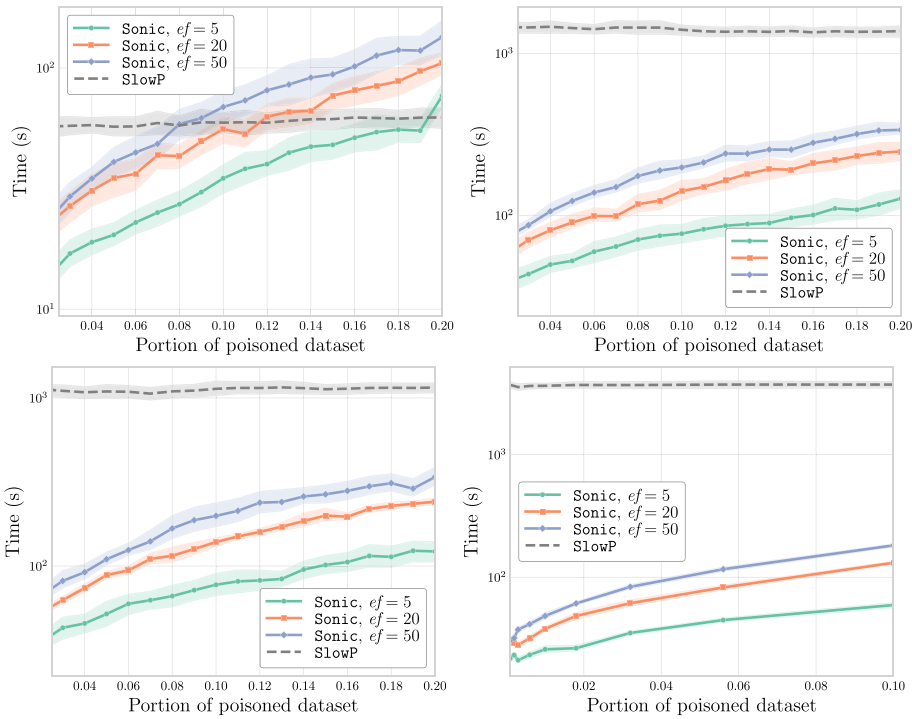 Sonic, ef = 5
Sonic, ef = 20
Sonic, ef = 50
SlowP
10²
10¹
Time (s)
0.04 0.06 0.08 0.10 0.12 0.14 0.16 0.18 0.20
Portion of poisoned dataset
10³
10²
Time (s)
Sonic, ef = 5
Sonic, ef = 20
Sonic, ef = 50
SlowP
0.04 0.06 0.08 0.10 0.12 0.14 0.16 0.18 0.20
Portion of poisoned dataset
10³
10²
Time (s)
Sonic, ef = 5
Sonic, ef = 20
Sonic, ef = 50
SlowP
0.04 0.06 0.08 0.10 0.12 0.14 0.16 0.18 0.20
Portion of poisoned dataset
10³
10²
Time (s)
Sonic, ef = 5
Sonic, ef = 20
Sonic, ef = 50
SlowP
0.02 0.04 0.06 0.08 0.10
Portion of poisoned dataset